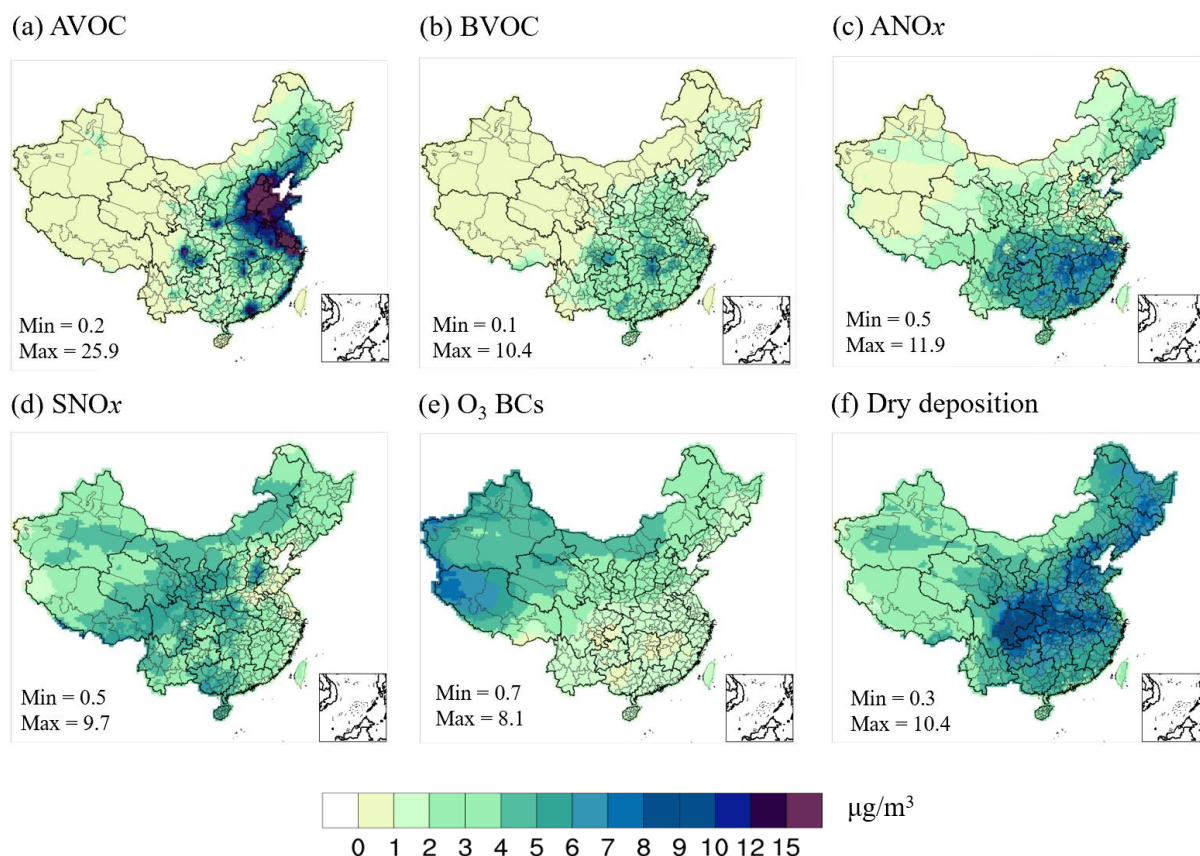 (a) AVOC
(b) BVOC
(c) ANOx
Min = 0.2
Max = 25.9
Min = 0.1
Max = 10.4
Min = 0.5
Max = 11.9
(d) SNOx
(e) O₃ BCs
(f) Dry deposition
Min = 0.5
Max = 9.7
Min = 0.7
Max = 8.1
Min = 0.3
Max = 10.4
μg/m³
0 1 2 3 4 5 6 7 8 9 10 12 15